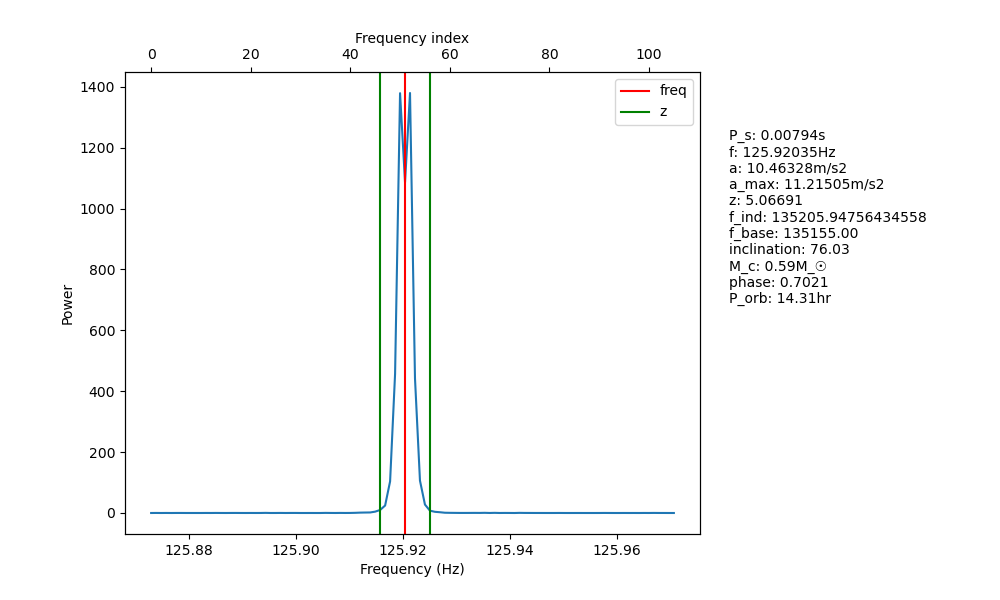 Frequency index
0 20 40 60 80 100
1400
1200
1000
800
600
400
200
0
Power
freq
z
125.88 125.90 125.92 125.94 125.96
Frequency (Hz)
P_s: 0.00794s
f: 125.92035Hz
a: 10.46328m/s2
a_max: 11.21505m/s2
z: 5.06691
f_ind: 135205.94756434558
f_base: 135155.00
inclination: 76.03
M_c: 0.59M_☉
phase: 0.7021
P_orb: 14.31hr